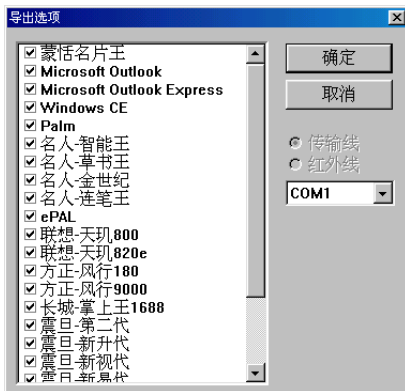 导出选项
蒙恬名片王
Microsoft Outlook
Microsoft Outlook Express
Windows CE
Palm
名人-智能王
名人-草书王
名人-金世纪
名人-连笔王
ePAL
联想-天玑800
联想-天玑820e
方正-风行180
方正-风行9000
长城-掌上王1688
震旦-第二代
震旦-新升代
震旦-新视代
震旦-新易代
确定
取消
传输线
红外线
COM1